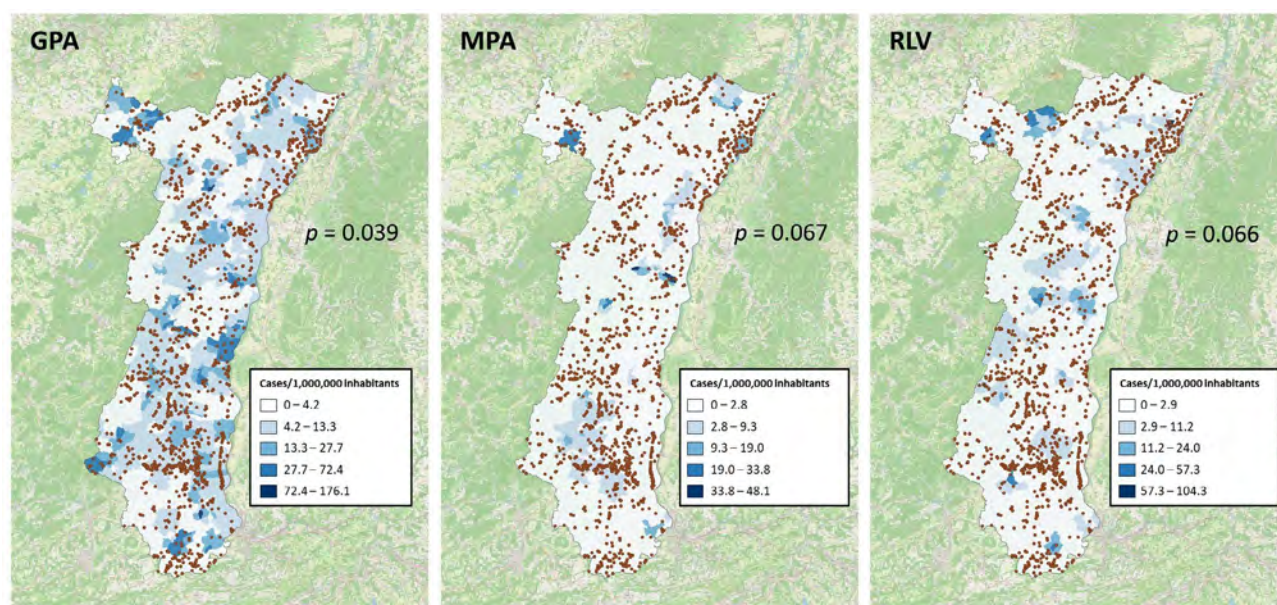 GPA
p = 0.039
Cases/1,000,000 inhabitants
0 – 4.2
4.2 – 13.3
13.3 – 27.7
27.7 – 72.4
72.4 – 176.1
MPA
p = 0.067
Cases/1,000,000 inhabitants
0 – 2.8
2.8 – 9.3
9.3 – 19.0
19.0 – 33.8
33.8 – 48.1
RLV
p = 0.066
Cases/1,000,000 inhabitants
0 – 2.9
2.9 – 11.2
11.2 – 24.0
24.0 – 57.3
57.3 – 104.3